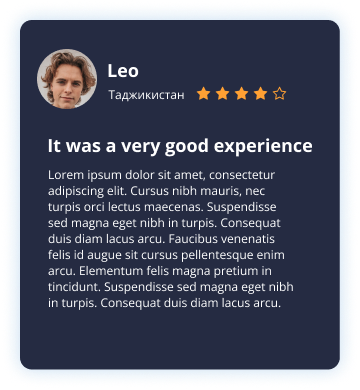 Leo
Таджикистан
It was a very good experience
Lorem ipsum dolor sit amet, consectetur
adipiscing elit. Cursus nibh mauris, nec
turpis orci lectus maecenas. Suspendisse
sed magna eget nibh in turpis. Consequat
duis diam lacus arcu. Faucibus venenatis
felis id augue sit cursus pellentesque enim
arcu. Elementum felis magna pretium in
tincidunt. Suspendisse sed magna eget nibh
in turpis. Consequat duis diam lacus arcu.